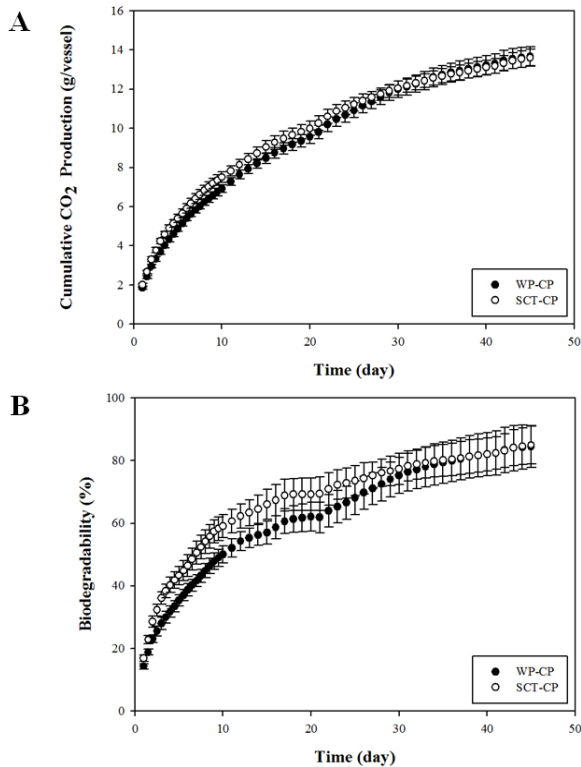 A
Cumulative CO2 Production (g/vessel)
16
14
12
10
8
6
4
2
0
WP-CP
SCT-CP
0 10 20 30 40 50
Time (day)
B
Biodegradability (%)
100
80
60
40
20
0
WP-CP
SCT-CP
0 10 20 30 40 50
Time (day)